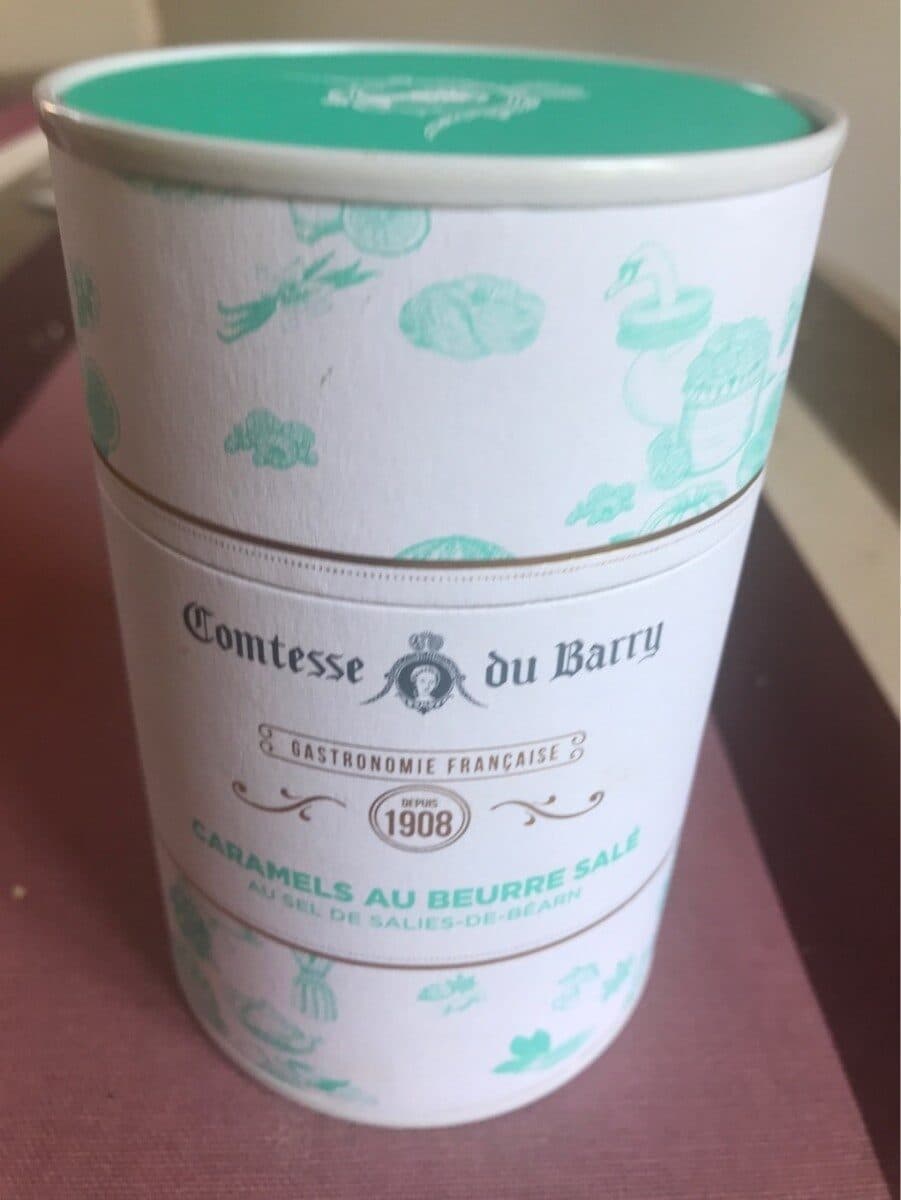 Comtesse du Barry
GASTRONOMIE FRANÇAISE
DEPUIS
1908
CARAMELS AU BEURRE SALÉ
AU SEL DE SALIES-DE-BÉARN